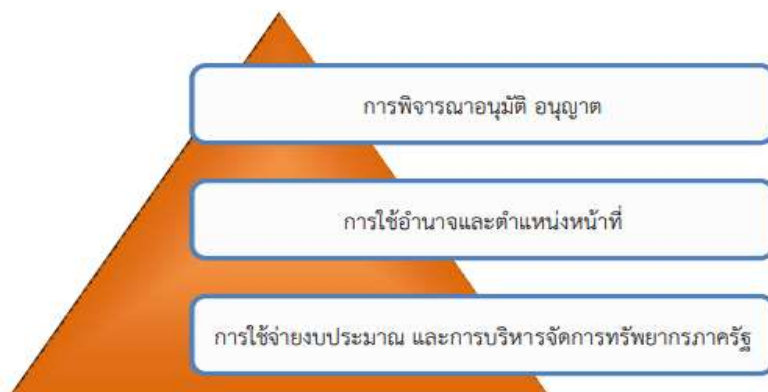 การพิจารณาอนุมัติ อนุญาต
การใช้อำนาจและตำแหน่งหน้าที่
การใช้จ่ายงบประมาณ และการบริหารจัดการทรัพยากรภาครัฐ